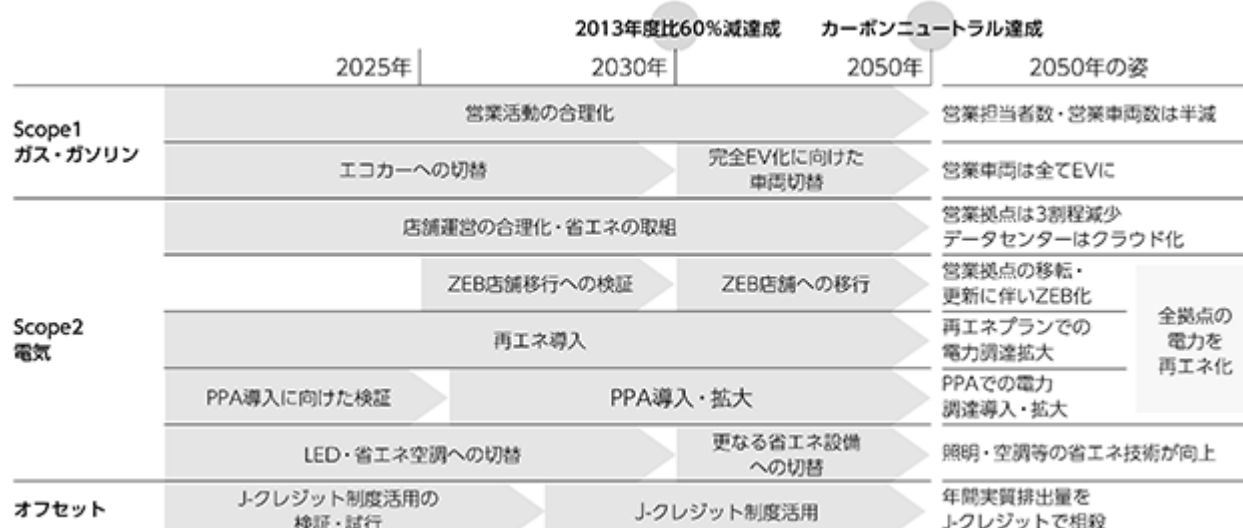 2013年度比60%減達成 カーボンニュートラル達成
2025年 2030年 2050年 2050年の姿
Scope1
ガス・ガソリン
営業活動の合理化
営業担当者数・営業車両数は半減
エコカーへの切替
完全EV化に向けた
車両切替
営業車両は全てEVに
Scope2
電気
店舗運営の合理化・省エネの取組
営業拠点は3割程減少
データセンターはクラウド化
ZEB店舗移行への検証
ZEB店舗への移行
営業拠点の移転・
更新に伴いZEB化
再エネ導入
再エネプランでの
電力調達拡大
PPA導入に向けた検証
PPA導入・拡大
PPAでの電力
調達導入・拡大
全拠点の
電力を
再エネ化
LED・省エネ空調への切替
更なる省エネ設備
への切替
照明・空調等の省エネ技術が向上
オフセット
J-クレジット制度活用の
検証・試行
J-クレジット制度活用
年間実質排出量を
J-クレジットで相殺